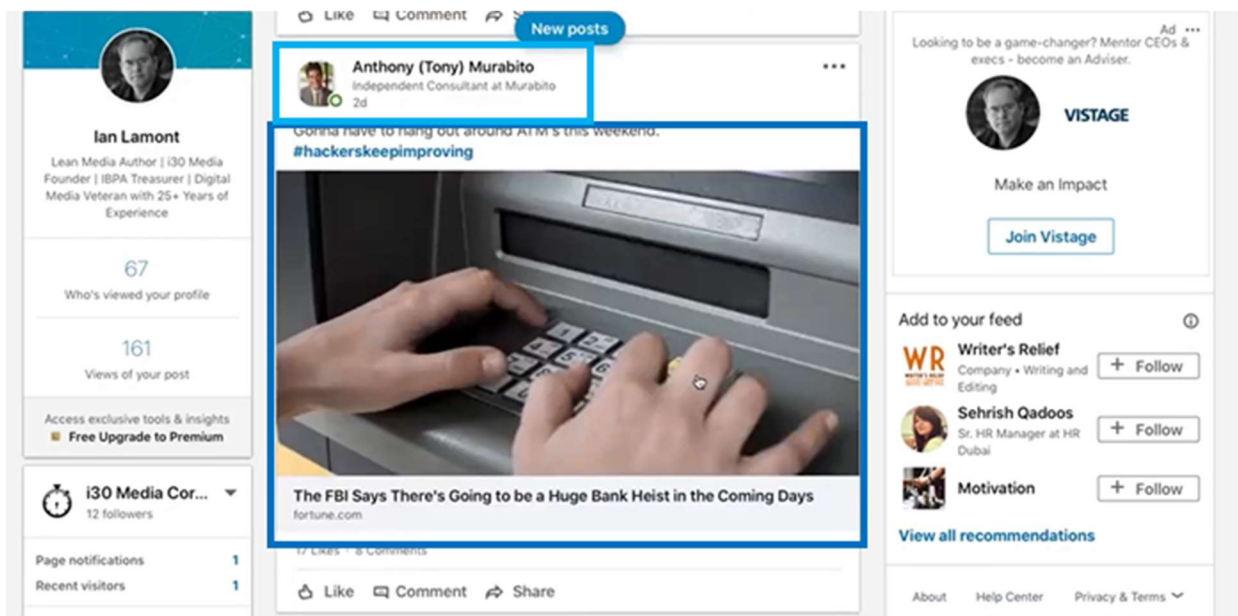 Like Comment
New posts
Ian Lamont
Lean Media Author | i30 Media
Founder | IBPA Treasurer | Digital
Media Veteran with 25+ Years of
Experience
67
Who's viewed your profile
161
Views of your post
Access exclusive tools & insights
Free Upgrade to Premium
i30 Media Cor...
12 followers
Page notifications 1
Recent visitors 1
Anthony (Tony) Murabito
Independent Consultant at Murabito
2d
Gonna have to hang out around ATM's this weekend.
#hackerskeepimproving
The FBI Says There's Going to be a Huge Bank Heist in the Coming Days
fortune.com
17 Likes · 8 Comments
Like Comment Share
Ad
Looking to be a game-changer? Mentor CEOs &
execs - become an Adviser.
VISTAGE
Make an Impact
Join Vistage
Add to your feed
WR
Writer's Relief
Company • Writing and
Editing
+ Follow
Sehrish Qadoos
Sr. HR Manager at HR
Dubai
+ Follow
Motivation
+ Follow
View all recommendations
About Help Center Privacy & Terms